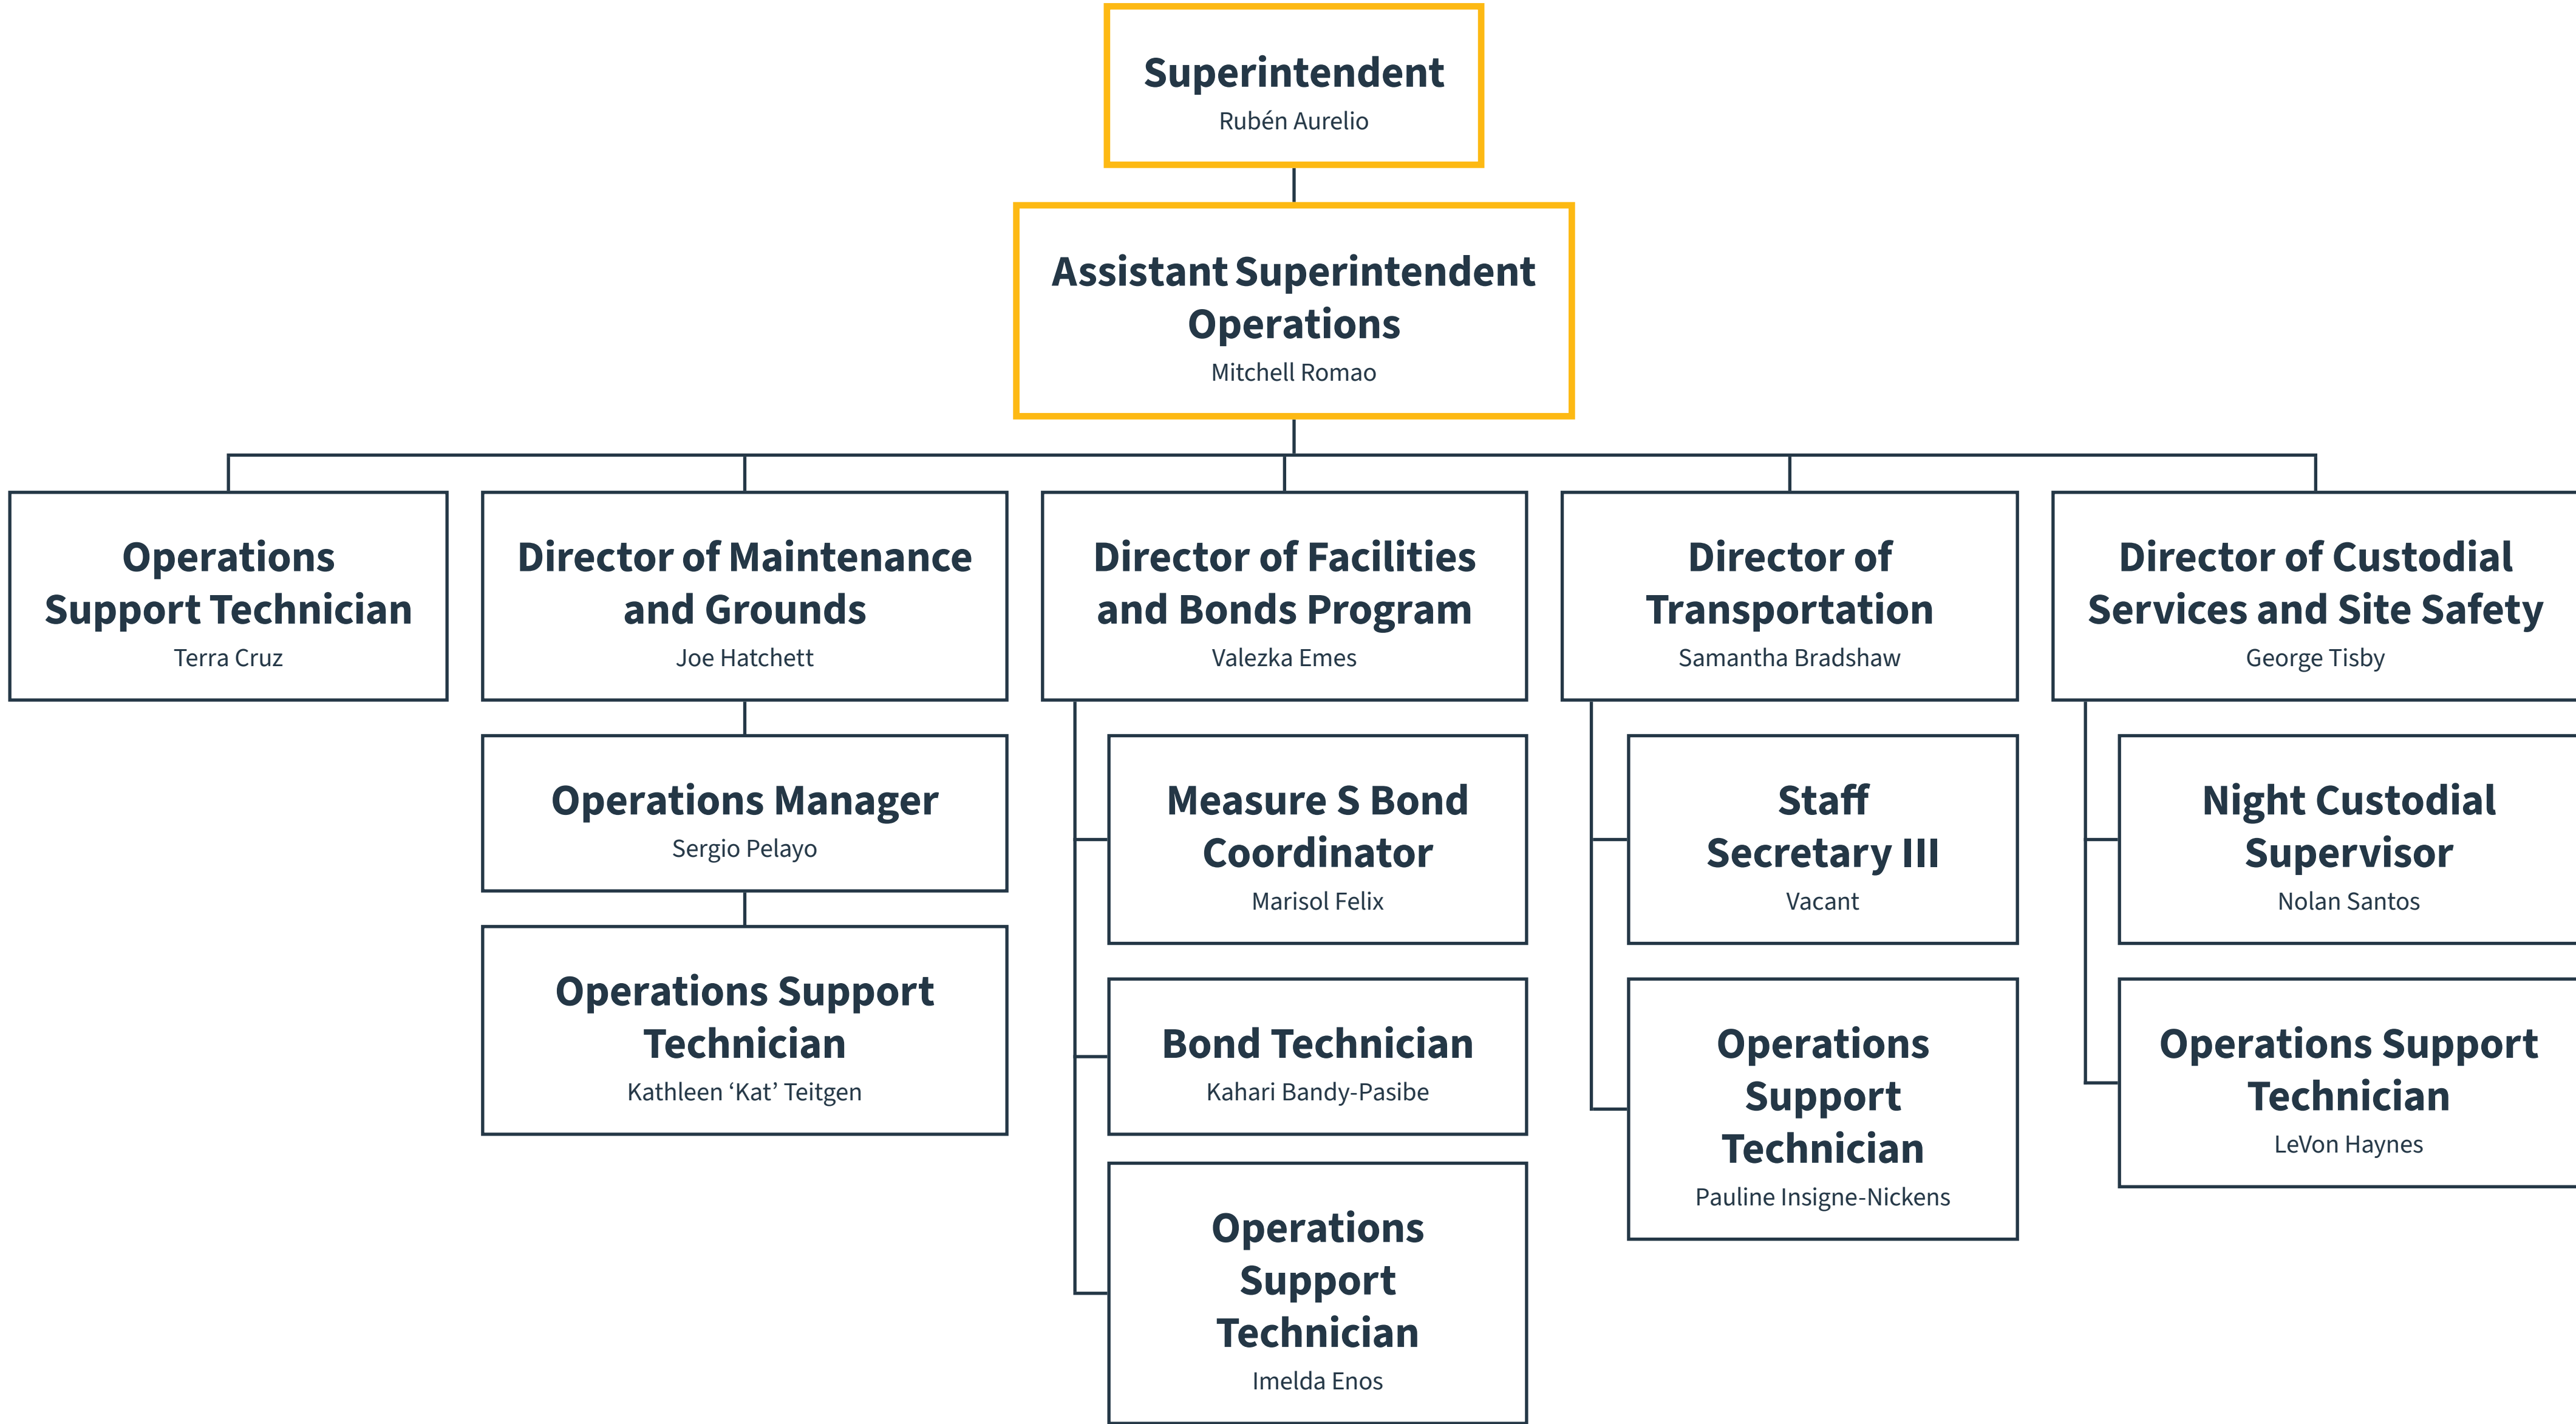 Superintendent
Rubén Aurelio
Assistant Superintendent
Operations
Mitchell Romao
Operations
Support Technician
Terra Cruz
Director of Maintenance
and Grounds
Joe Hatchett
Operations Manager
Sergio Pelayo
Operations Support
Technician
Kathleen ‘Kat’ Teitgen
Director of Facilities
and Bonds Program
Valezka Emes
Measure S Bond
Coordinator
Marisol Felix
Bond Technician
Kahari Bandy-Pasibe
Operations
Support
Technician
Imelda Enos
Director of
Transportation
Samantha Bradshaw
Staff
Secretary III
Vacant
Operations
Support
Technician
Pauline Insigne-Nickens
Director of Custodial
Services and Site Safety
George Tisby
Night Custodial
Supervisor
Nolan Santos
Operations Support
Technician
LeVon Haynes